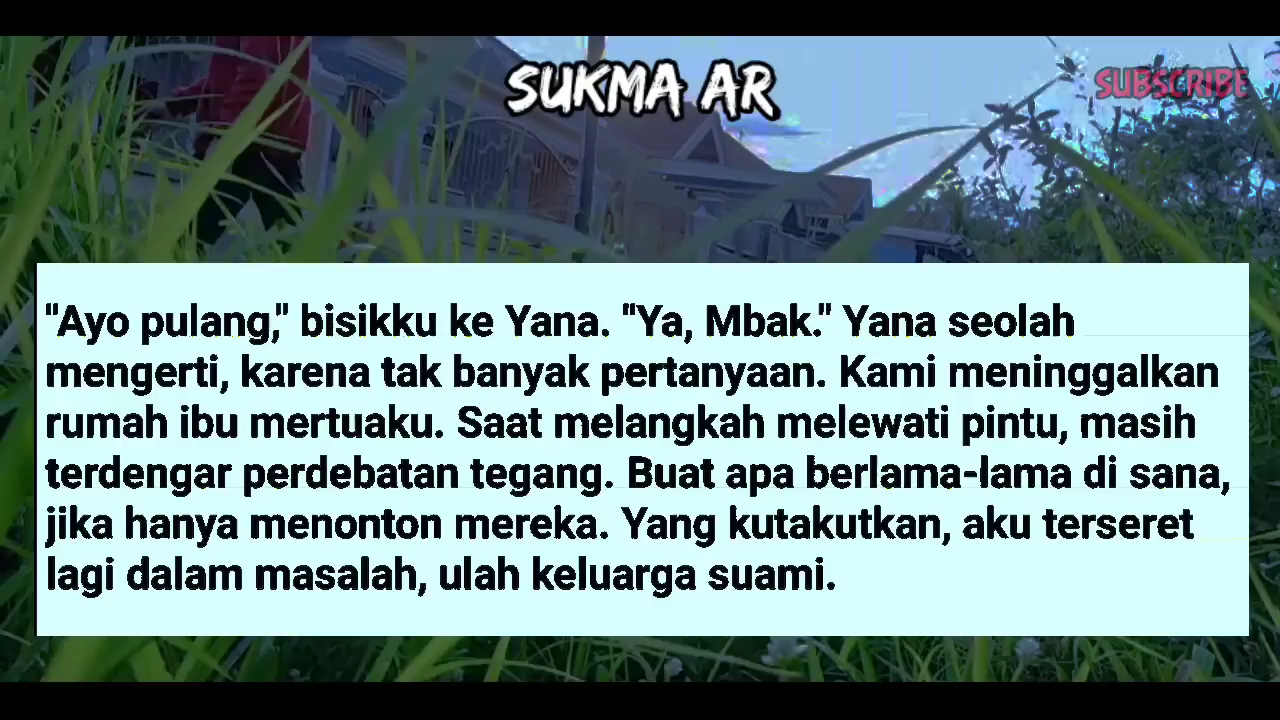 SUKMA AR
SUBSCRIBE
"Ayo pulang," bisikku ke Yana. "Ya, Mbak." Yana seolah
mengerti, karena tak banyak pertanyaan. Kami meninggalkan
rumah ibu mertuaku. Saat melangkah melewati pintu, masih
terdengar perdebatan tegang. Buat apa berlama-lama di sana,
jika hanya menonton mereka. Yang kutakutkan, aku terseret
lagi dalam masalah, ulah keluarga suami.